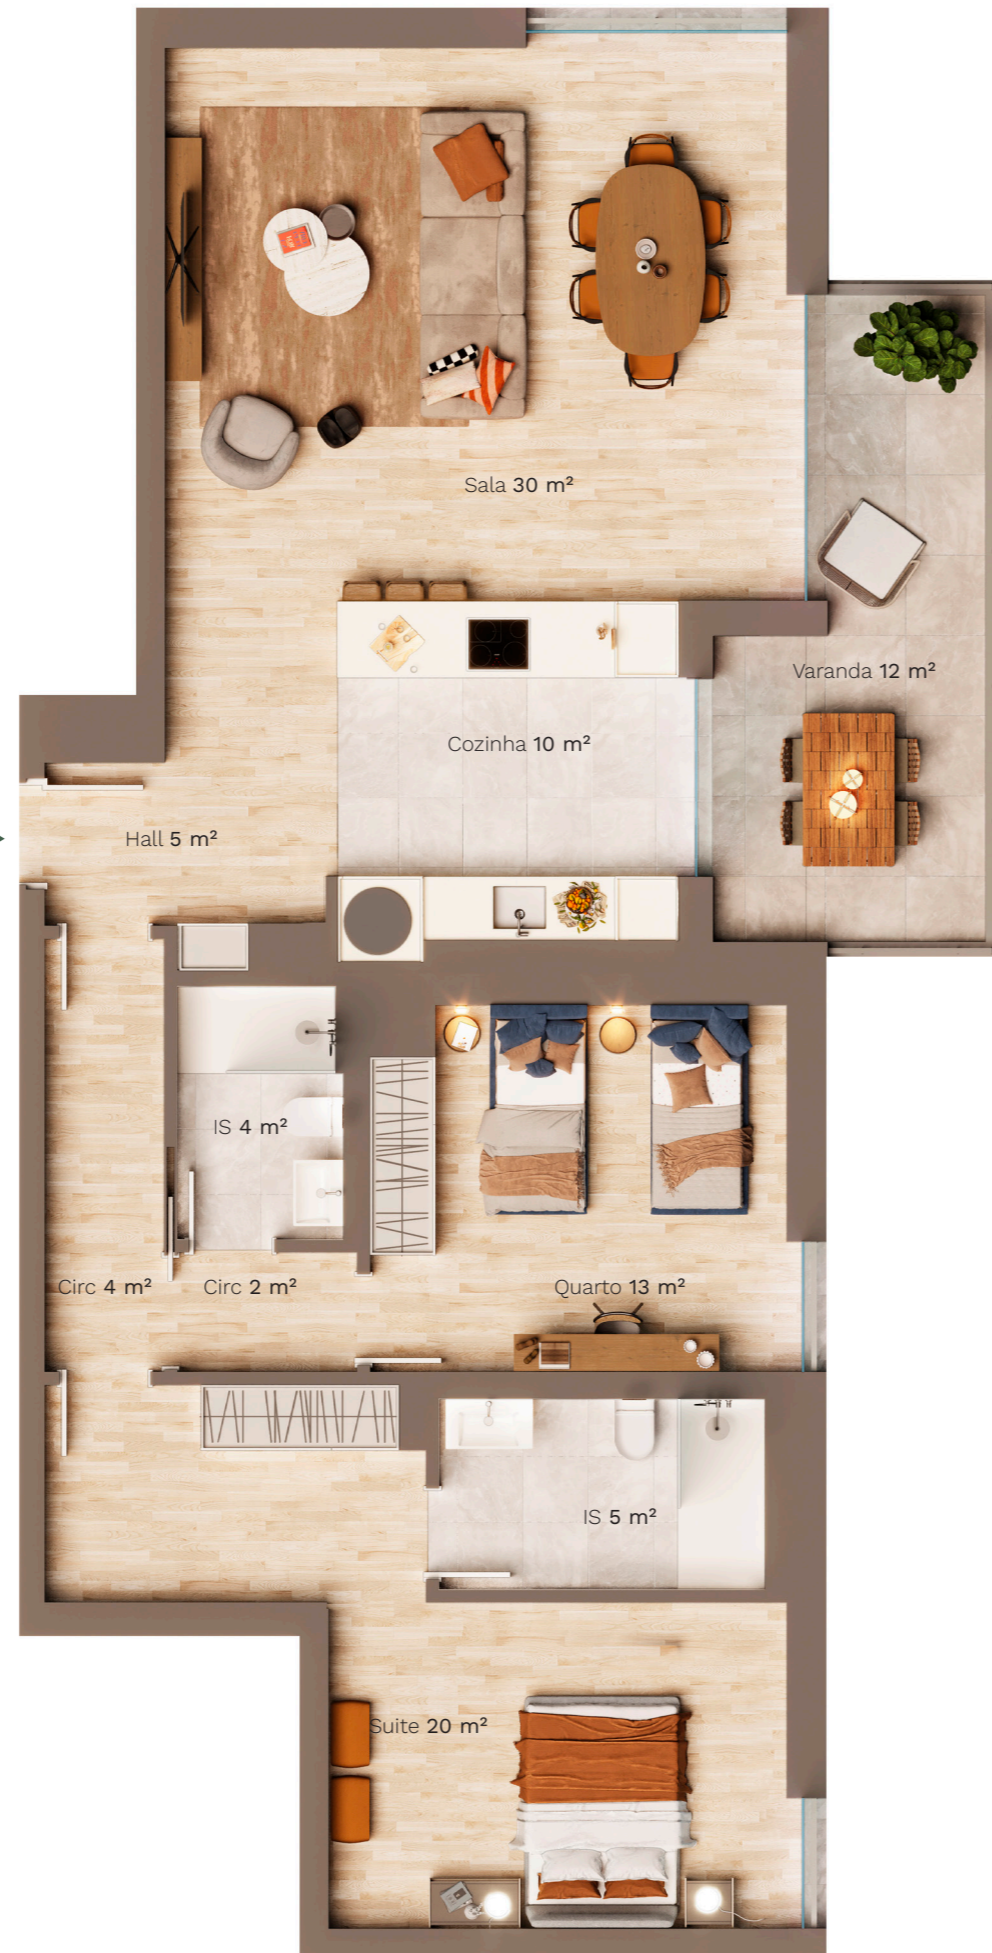 Sala 30 m²
Varanda 12 m²
Cozinha 10 m²
Hall 5 m²
IS 4 m²
Circ 4 m²
Circ 2 m²
Quarto 13 m²
IS 5 m²
Suite 20 m²